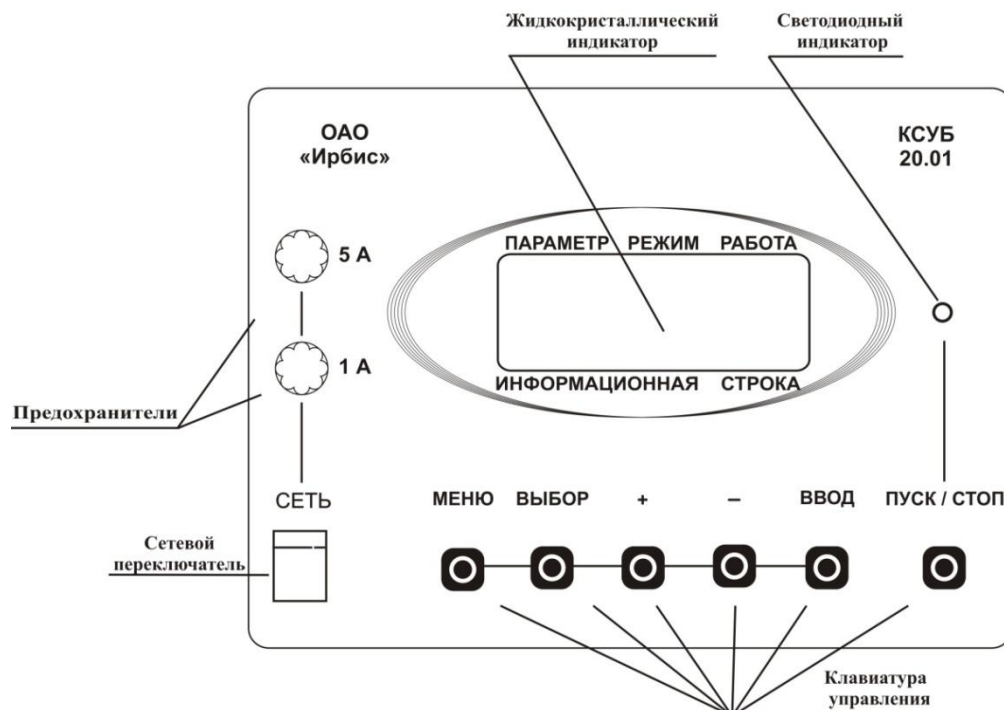 Жидкокристаллический
индикатор
Светодиодный
индикатор
ОАО
«Ирбис»
КСУБ
20.01
ПАРАМЕТР РЕЖИМ РАБОТА
5 А
1 А
ИНФОРМАЦИОННАЯ СТРОКА
Предохранители
СЕТЬ
МЕНЮ ВЫБОР + – ВВОД ПУСК / СТОП
Сетевой
переключатель
Клавиатура
управления